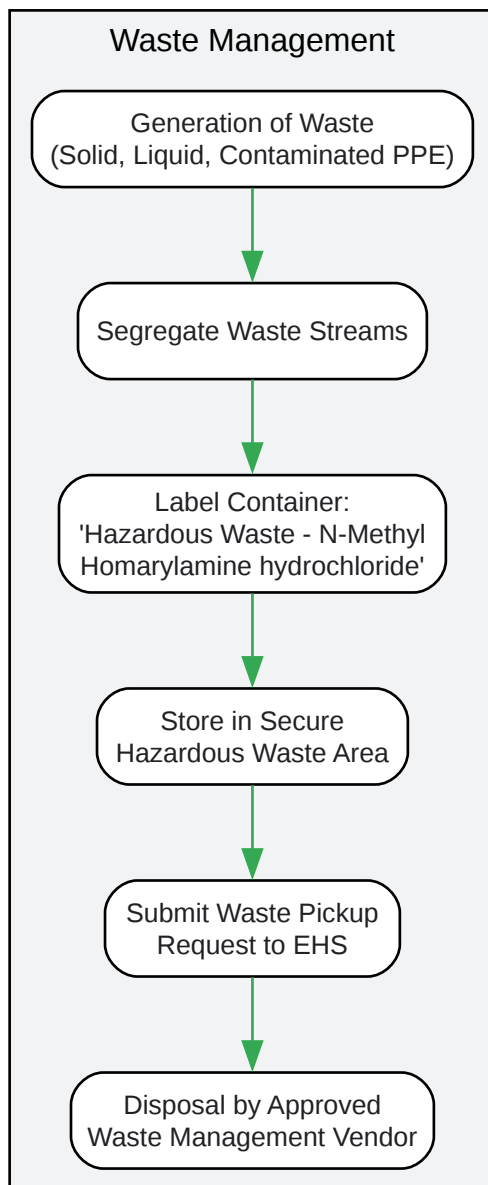 Waste Management
Generation of Waste
(Solid, Liquid, Contaminated PPE)
Segregate Waste Streams
Label Container:
'Hazardous Waste - N-Methyl
Homarylamine hydrochloride'
Store in Secure
Hazardous Waste Area
Submit Waste Pickup
Request to EHS
Disposal by Approved
Waste Management Vendor